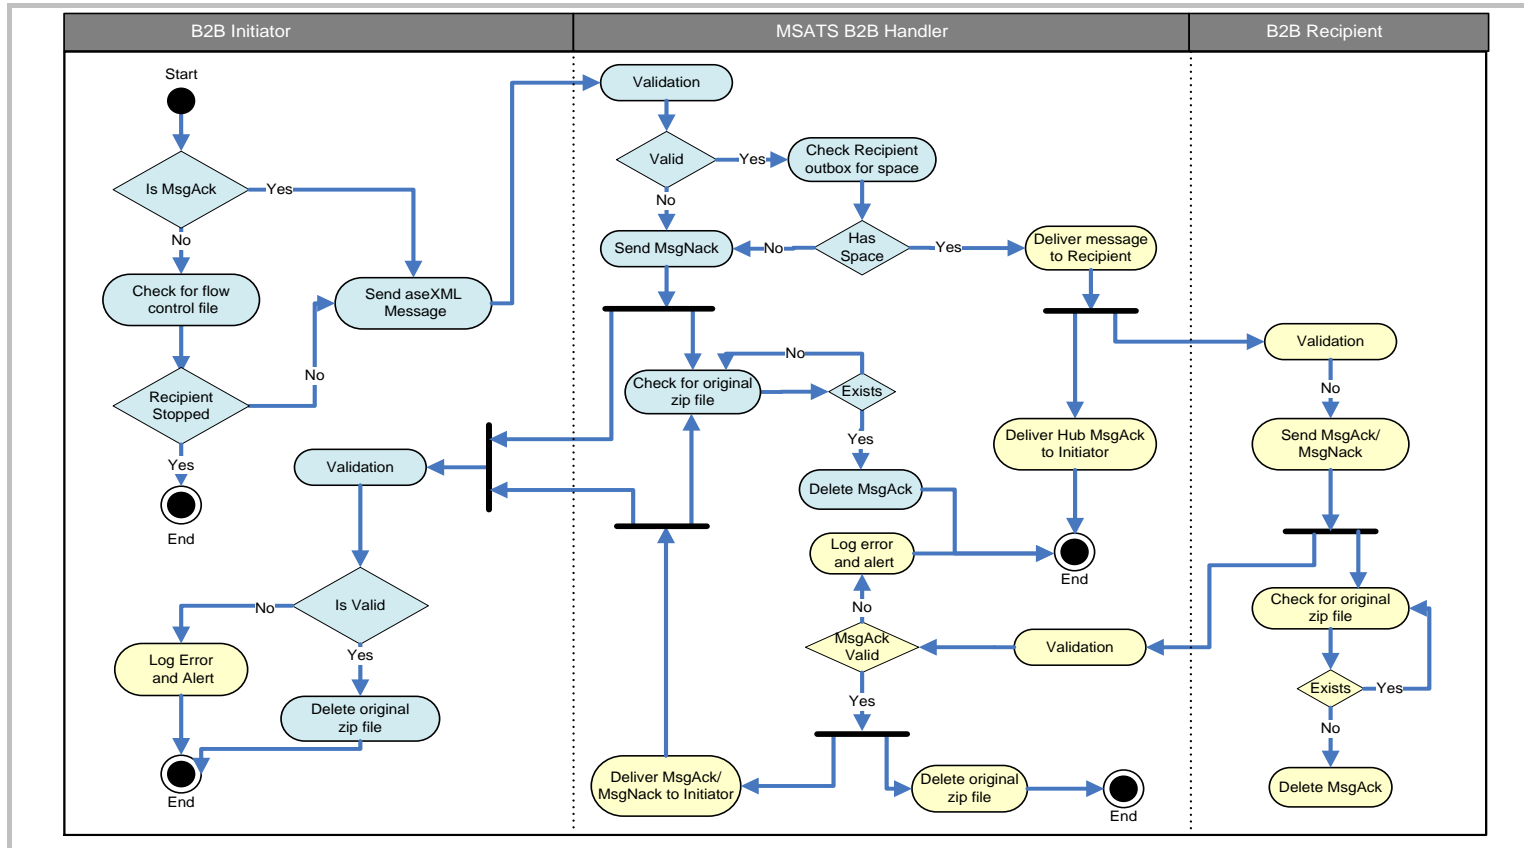 B2B Initiator
MSATS B2B Handler
B2B Recipient
Start
Is MsgAck
Yes
No
Check for flow
control file
Send aseXML
Message
No
Recipient
Stopped
Yes
End
Validation
Is Valid
No
Yes
Log Error
and Alert
Delete original
zip file
End
Validation
Valid
Yes
Check Recipient
outbox for space
No
Send MsgNack
No
Has
Space
Yes
Deliver message
to Recipient
No
Check for original
zip file
Exists
Yes
Deliver Hub MsgAck
to Initiator
Delete MsgAck
Log error
and alert
End
No
MsgAck
Valid
Validation
Yes
Deliver MsgAck/
MsgNack to Initiator
Delete original
zip file
End
Validation
No
Send MsgAck/
MsgNack
Check for original
zip file
Exists
Yes
No
Delete MsgAck